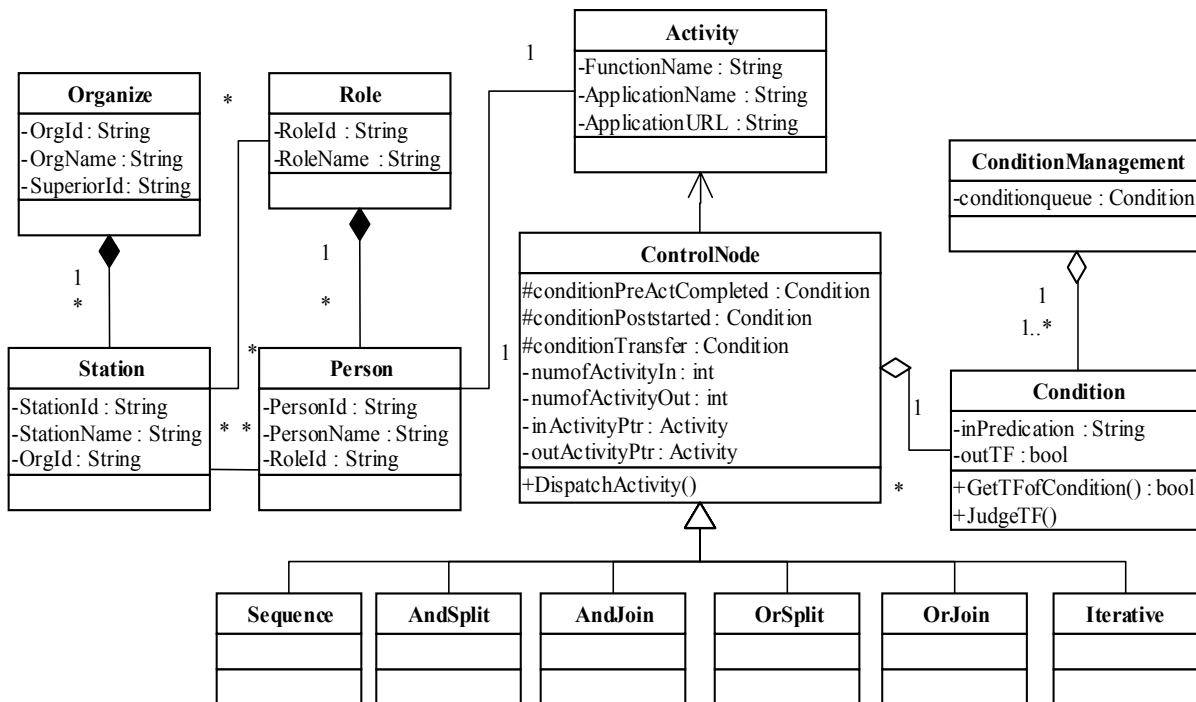 Organize
-OrgId : String
-OrgName : String
-SuperiorId : String
*
Role
-RoleId : String
-RoleName : String
1
Activity
-FunctionName : String
-ApplicationName : String
-ApplicationURL : String
ConditionManagement
-conditionqueue : Condition
1
*
1
*
1
1..*
Station
-StationId : String
-StationName : String
-OrgId : String
*
*
*
Person
-PersonId : String
-PersonName : String
-RoleId : String
1
ControlNode
#conditionPreActCompleted : Condition
#conditionPoststarted : Condition
#conditionTransfer : Condition
-numofActivityIn : int
-numofActivityOut : int
-inActivityPtr : Activity
-outActivityPtr : Activity
+DispatchActivity()
1
*
Condition
-inPredication : String
-outTF : bool
+GetTFofCondition() : bool
+JudgeTF()
Sequence
AndSplit
AndJoin
OrSplit
OrJoin
Iterative